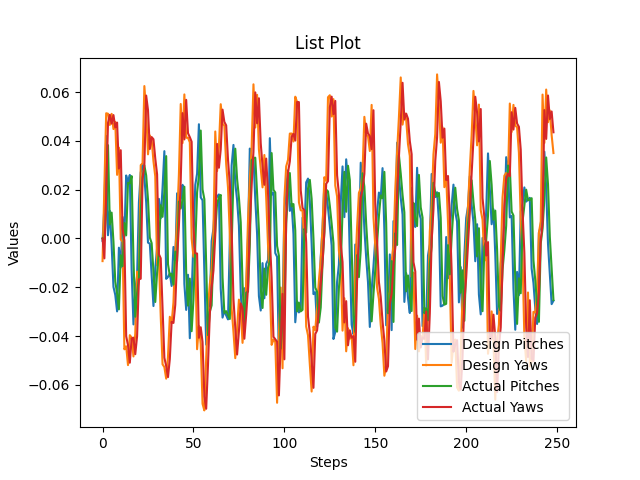 List Plot
Values
0.06
0.04
0.02
0.00
−0.02
−0.04
−0.06
0
50
100
150
200
250
Steps
Design Pitches
Design Yaws
Actual Pitches
Actual Yaws